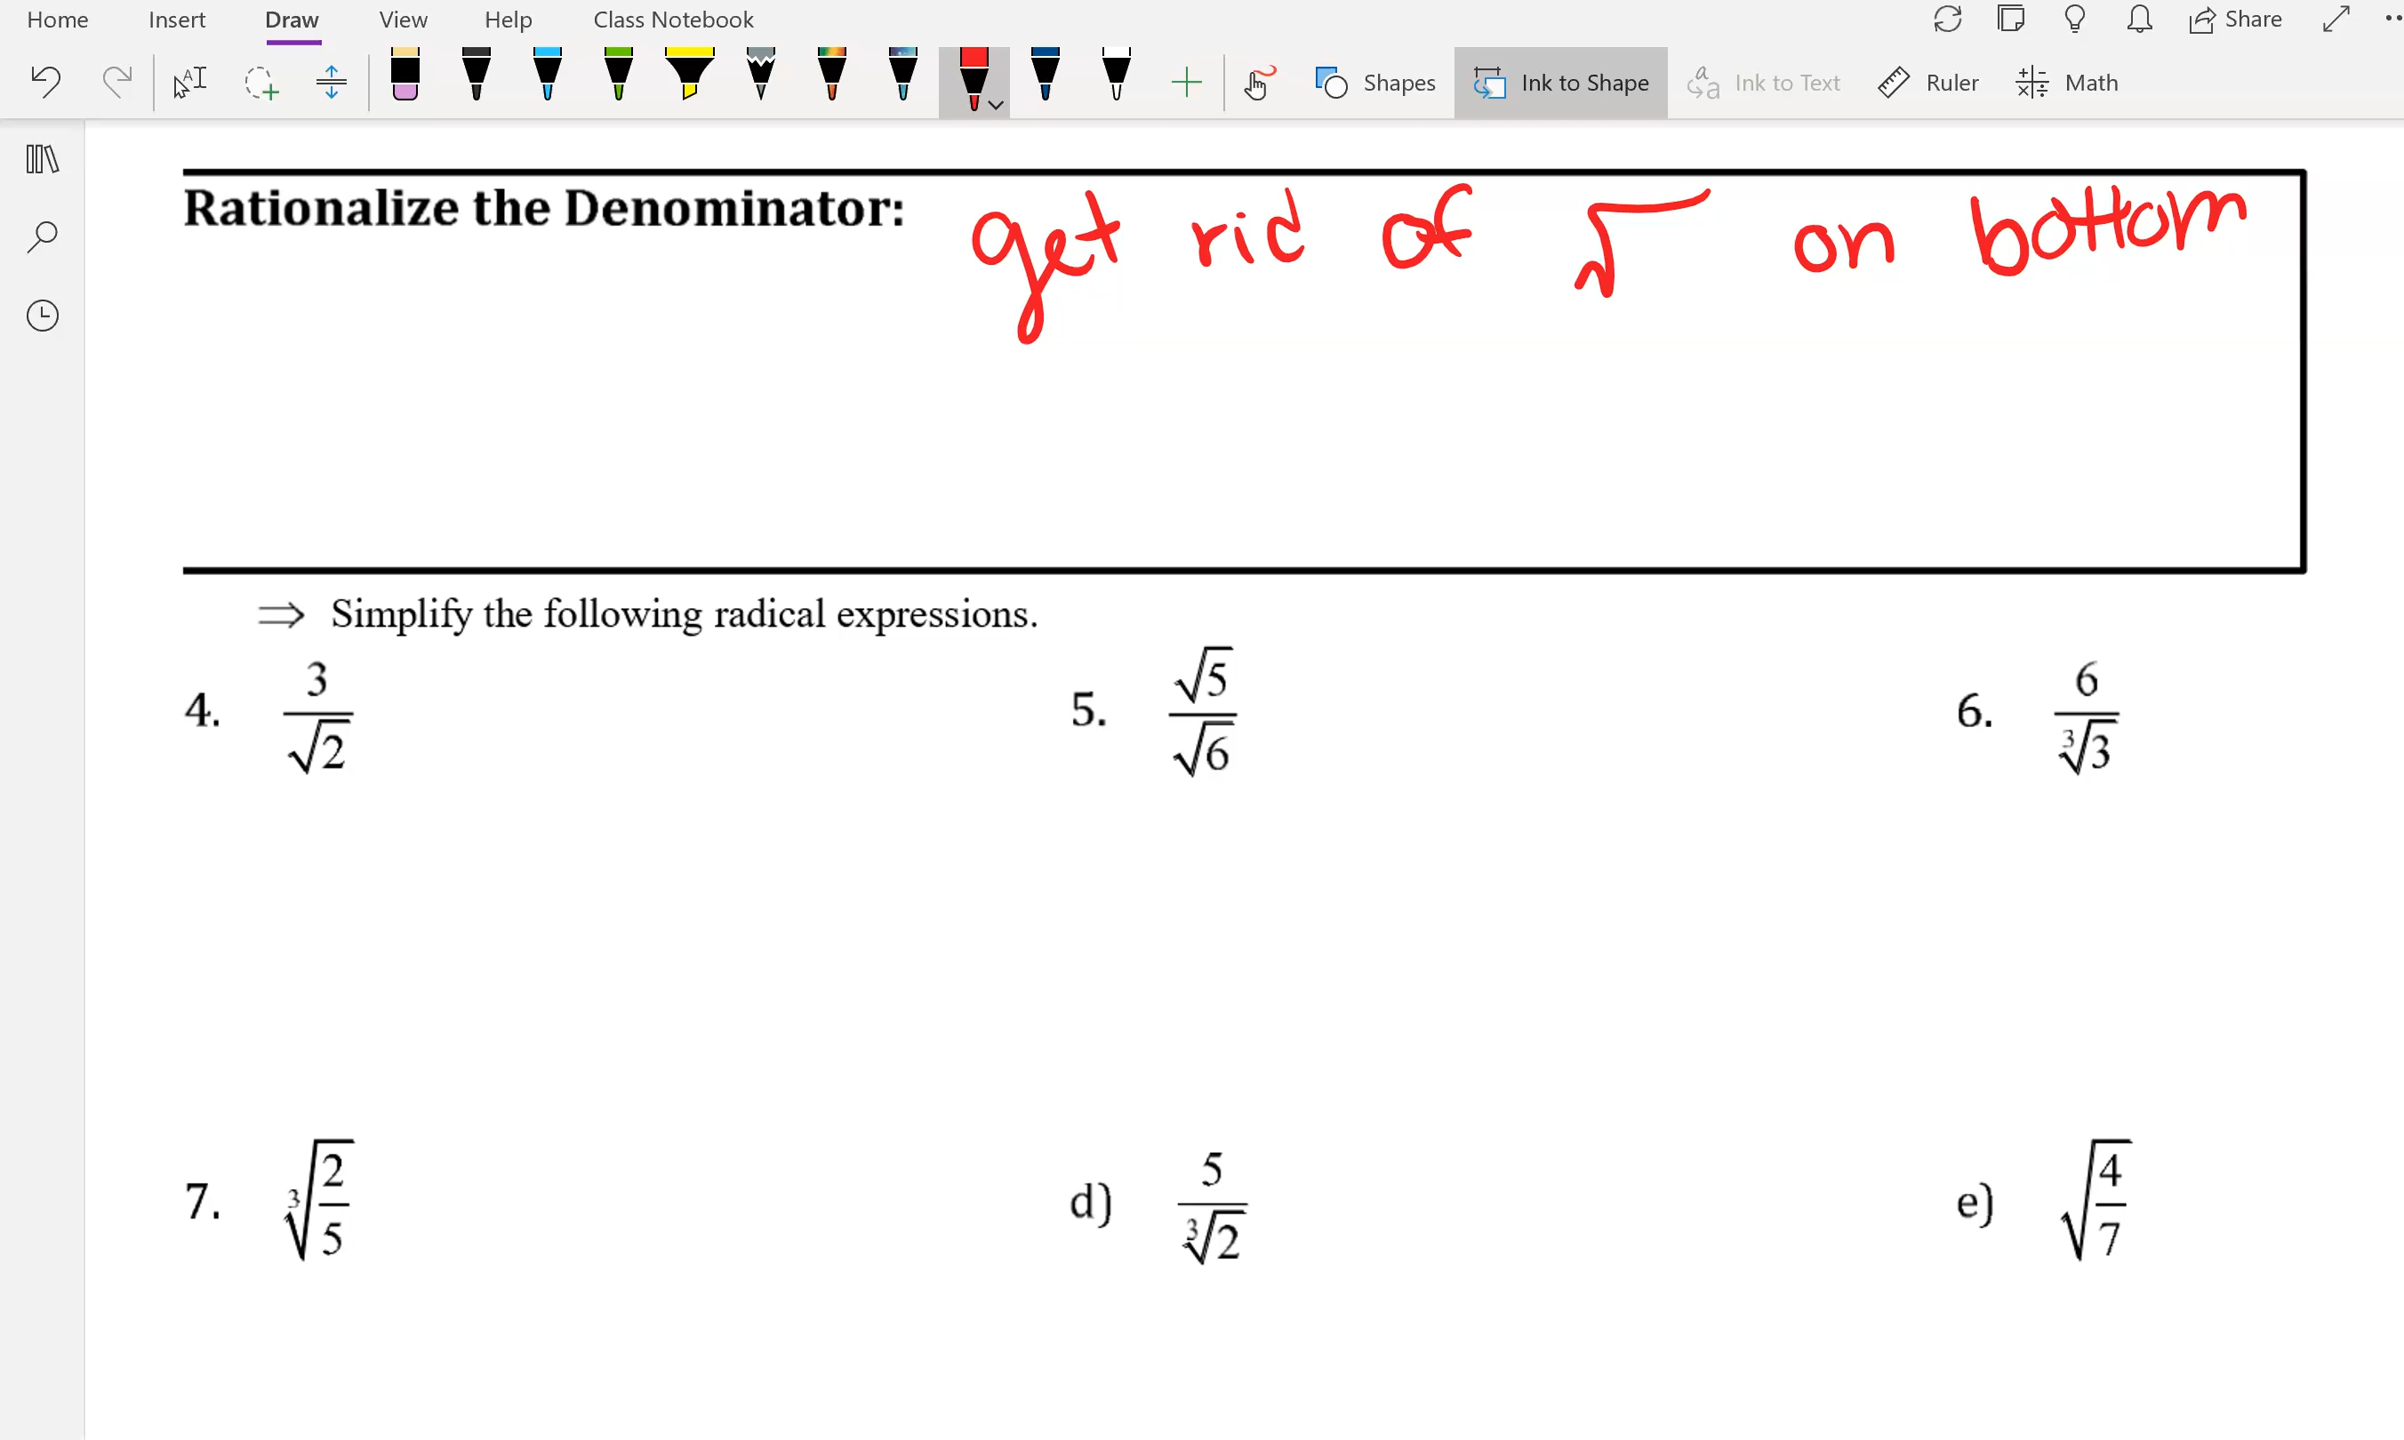 Home Insert Draw View Help Class Notebook Share
Shapes Ink to Shape Ink to Text Ruler Math
Rationalize the Denominator: get rid of √ on bottom
⇒ Simplify the following radical expressions.
4. 3/√2 5. √5/√6 6. 6/∛3
7. ∛(2/5) d) 5/∛2 e) √(4/7)